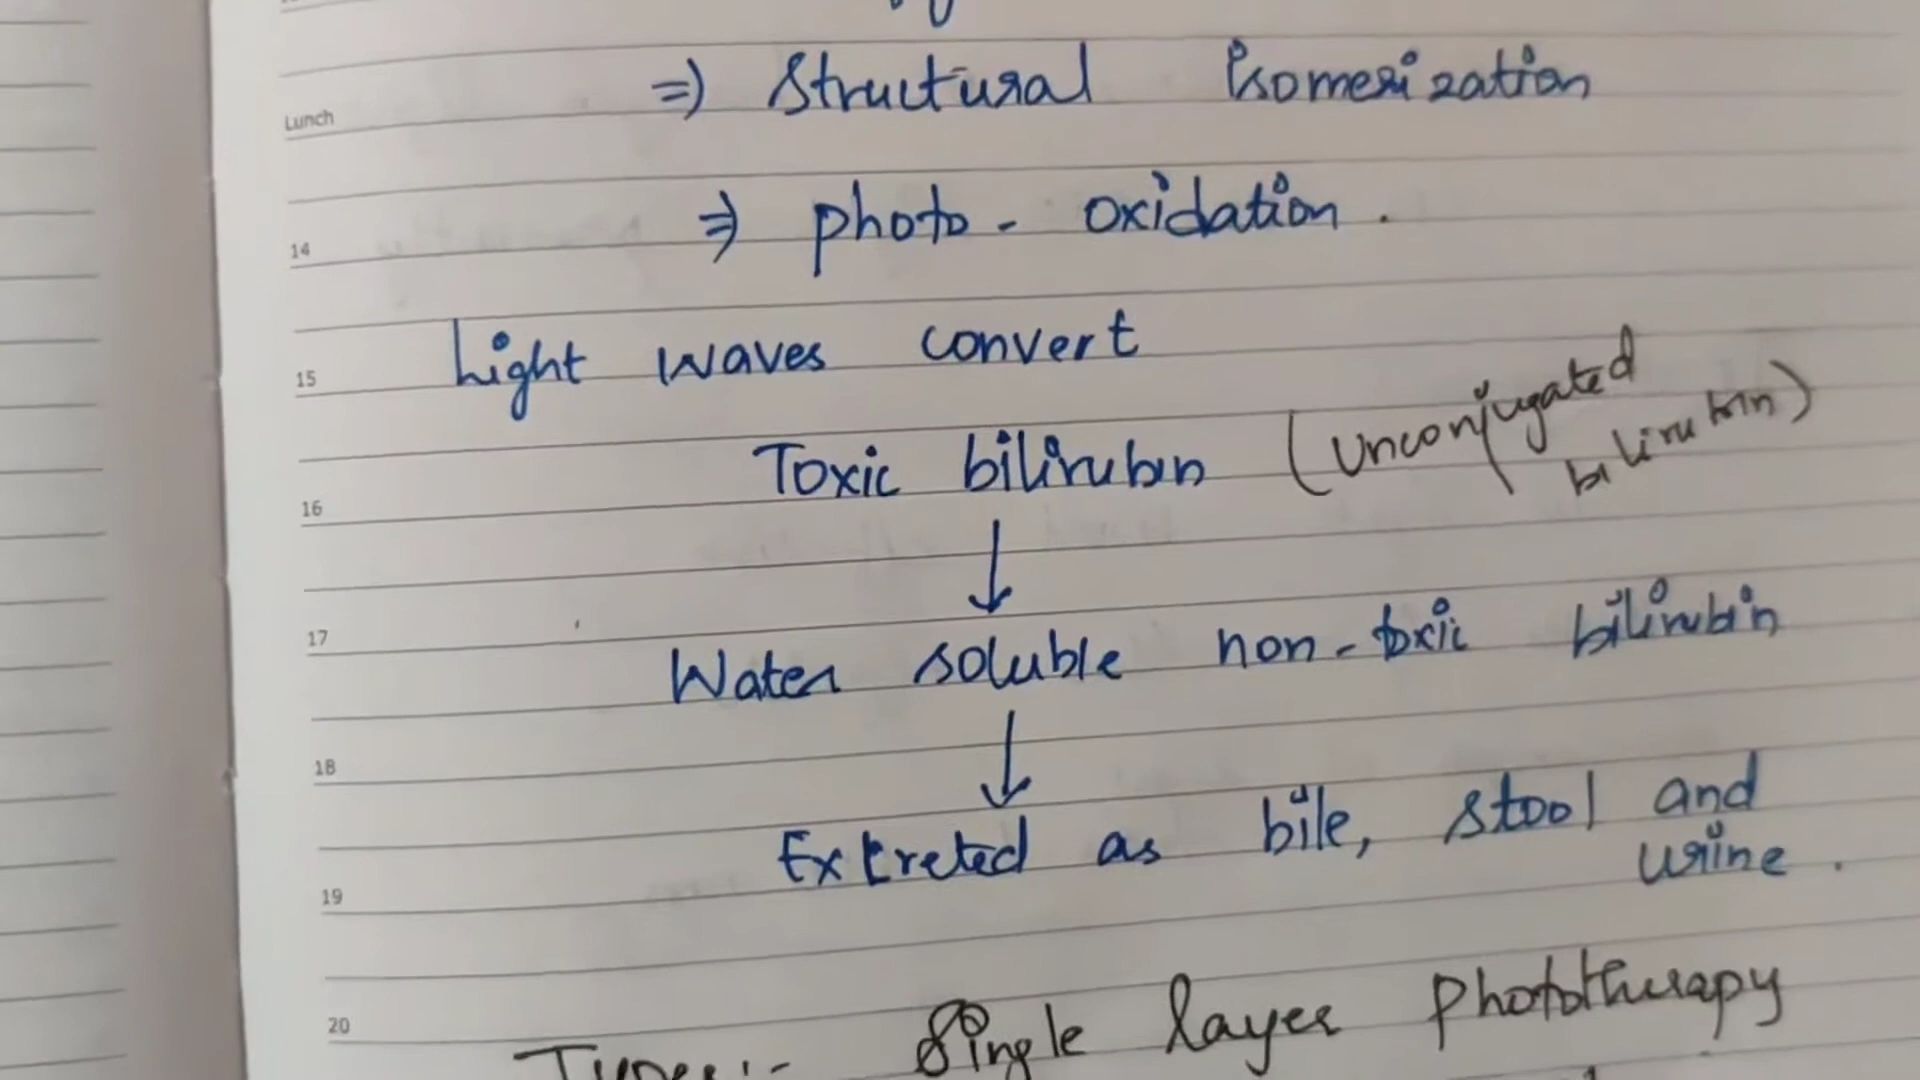 ⇒ Structural isomerization
Lunch
⇒ photo - oxidation.
14
Light waves convert
15
Toxic bilirubin (Unconjugated
bilirubin)
16
↓
17
Water soluble non-toxic bilirubin
↓
18
Excreted as bile, stool and
urine.
19
20
Types:- Single layer Phototherapy